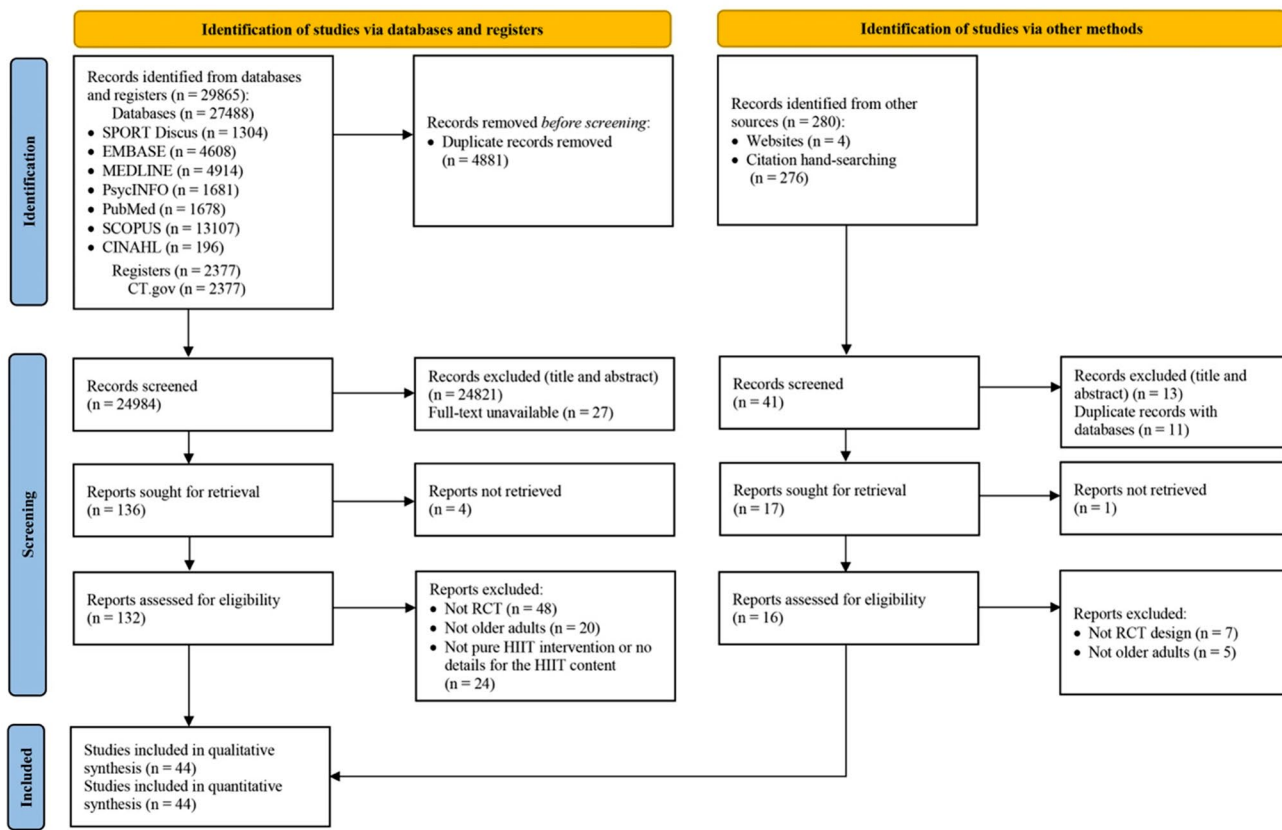 Identification of studies via databases and registers
Identification of studies via other methods
Identification
Records identified from databases
and registers (n = 29865):
Databases = 27488)
• SPORT Discus (n = 1304)
• EMBASE (n = 4608)
• MEDLINE (n = 4914)
• PsycINFO (n = 1681)
• PubMed (n = 1678)
• SCOPUS (n = 13107)
• CINAHL (n = 196)
Registers (n = 2377)
CT.gov (n = 2377)
Records removed before screening:
• Duplicate records removed
(n = 4881)
Records identified from other
sources (n = 280):
• Websites (n = 4)
• Citation hand-searching
(n = 276)
Screening
Records screened
(n = 24984)
Records excluded (title and abstract)
(n = 24821)
Full-text unavailable (n = 27)
Records screened
(n = 41)
Records excluded (title and
abstract) (n = 13)
Duplicate records with
databases (n = 11)
Reports sought for retrieval
(n = 136)
Reports not retrieved
(n = 4)
Reports sought for retrieval
(n = 17)
Reports not retrieved
(n = 1)
Reports assessed for eligibility
(n = 132)
Reports excluded:
• Not RCT (n = 48)
• Not older adults (n = 20)
• Not pure HIIT intervention or no
details for the HIIT content
(n = 24)
Reports assessed for eligibility
(n = 16)
Reports excluded:
• Not RCT design (n = 7)
• Not older adults (n = 5)
Included
Studies included in qualitative
synthesis (n = 44)
Studies included in quantitative
synthesis (n = 44)